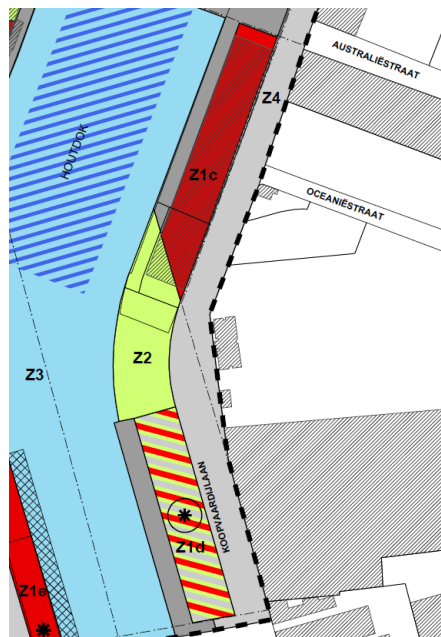 AUSTRALIËSTRAAT
Z4
HOUTDOK
Z1c
OCEANIËSTRAAT
Z2
Z3
KOOPVAARDIJLAAN
Z1d
Z1e